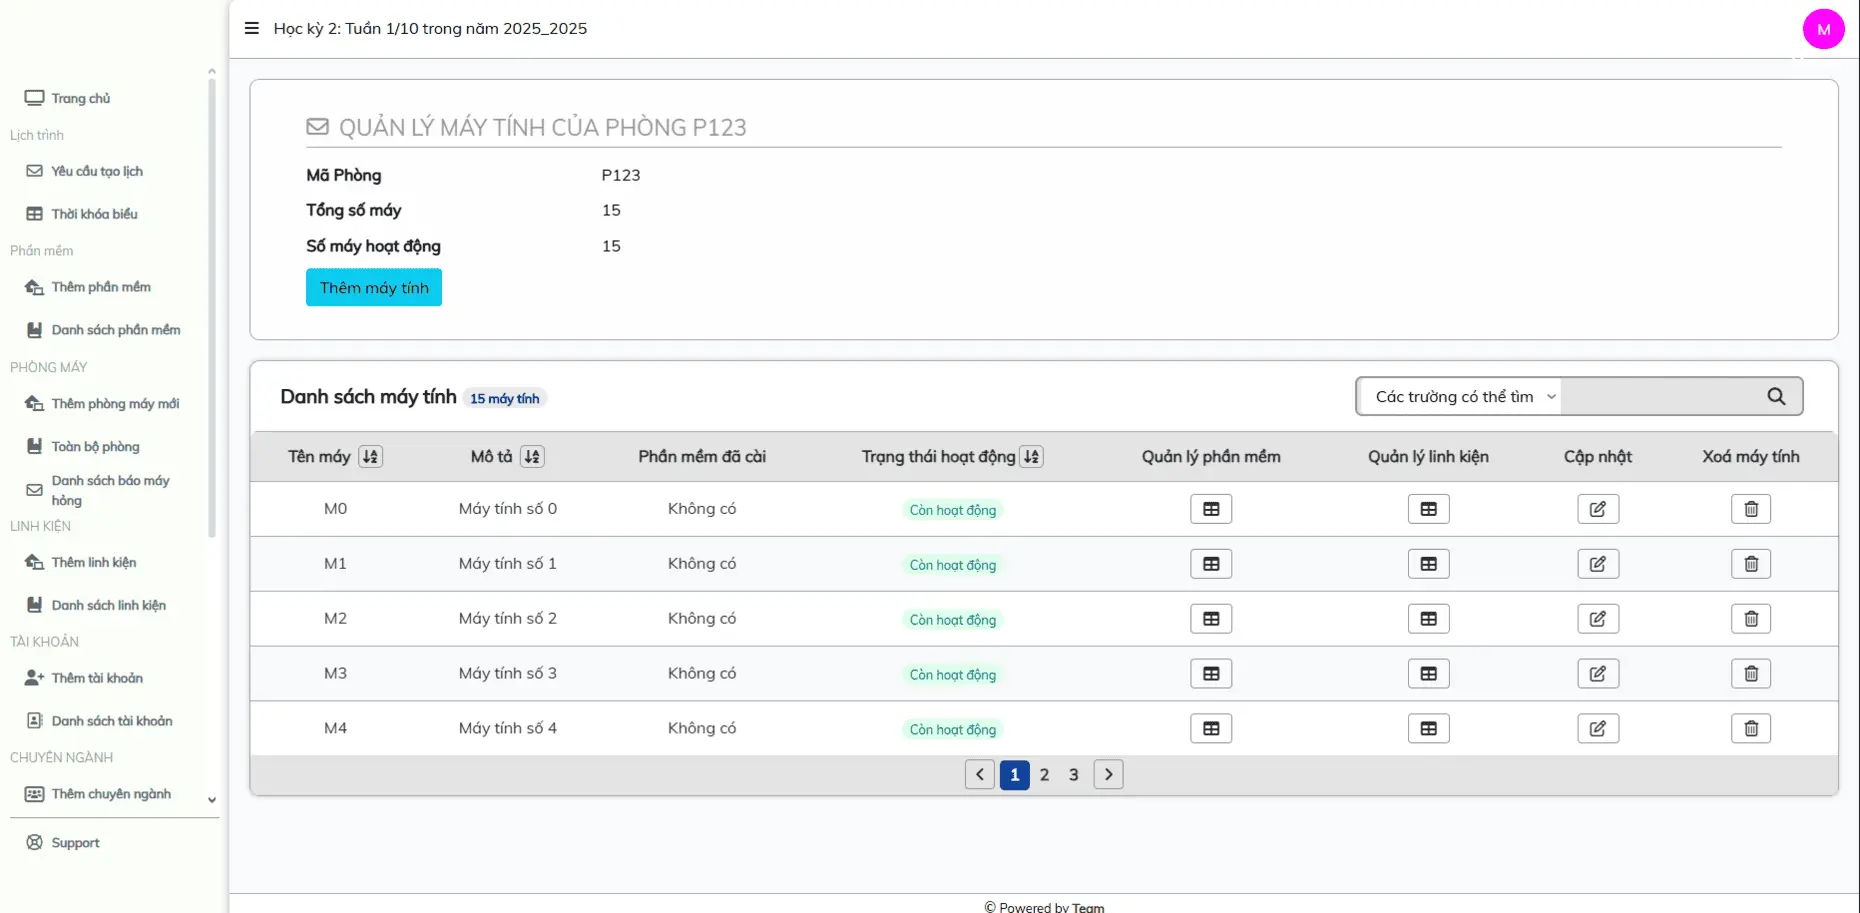 Học kỳ 2: Tuần 1/10 trong năm 2025_2025
M
Trang chủ
Lịch trình
Yêu cầu tạo lịch
Thời khóa biểu
Phần mềm
Thêm phần mềm
Danh sách phần mềm
PHÒNG MÁY
Thêm phòng máy mới
Toàn bộ phòng
Danh sách báo máy
hỏng
LINH KIỆN
Thêm linh kiện
Danh sách linh kiện
TÀI KHOẢN
Thêm tài khoản
Danh sách tài khoản
CHUYÊN NGÀNH
Thêm chuyên ngành
Support
QUẢN LÝ MÁY TÍNH CỦA PHÒNG P123
Mã Phòng P123
Tổng số máy 15
Số máy hoạt động 15
Thêm máy tính
Danh sách máy tính 15 máy tính
Các trường có thể tìm
Tên máy Mô tả Phần mềm đã cài Trạng thái hoạt động Quản lý phần mềm Quản lý linh kiện Cập nhật Xoá máy tính
M0 Máy tính số 0 Không có Còn hoạt động
M1 Máy tính số 1 Không có Còn hoạt động
M2 Máy tính số 2 Không có Còn hoạt động
M3 Máy tính số 3 Không có Còn hoạt động
M4 Máy tính số 4 Không có Còn hoạt động
1 2 3
© Powered by Team